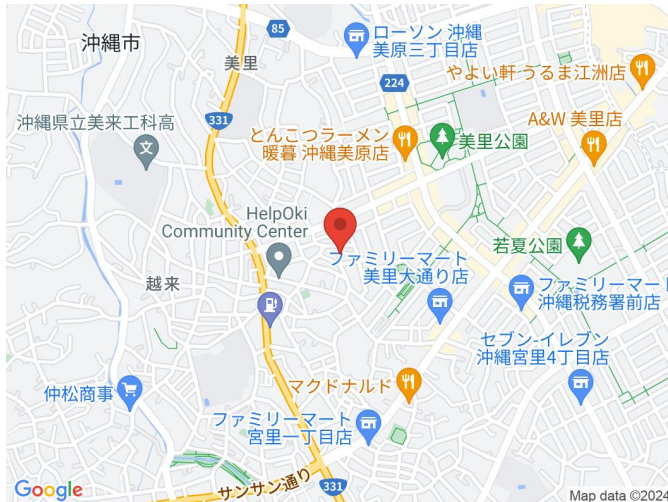 沖縄市
85
ローソン 沖縄
美原三丁目店
美里
やよい軒 うるま江洲店
224
A&W 美里店
沖縄県立美来工科高
文
331
とんこつラーメン
暖暮 沖縄美原店
美里公園
HelpOki
Community Center
ファミリーマート
美里大通り店
若夏公園
越来
ファミリーマート
沖縄税務署前店
セブン-イレブン
沖縄宮里4丁目店
マクドナルド
仲松商事
ファミリーマート
宮里一丁目店
サンサン通り
331
Google
Map data ©2024